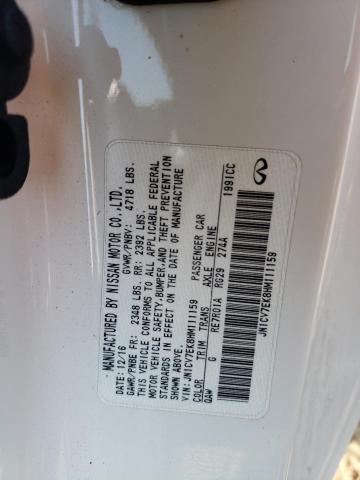 MANUFACTURED BY NISSAN MOTOR CO.,LTD.
DATE: 12/16 GVWR/PNBV: 4718 LBS.
GAWR/PNBE FR: 2348 LBS. RR: 2392 LBS.
THIS VEHICLE CONFORMS TO ALL APPLICABLE FEDERAL
MOTOR VEHICLE SAFETY,BUMPER,AND THEFT PREVENTION
STANDARDS IN EFFECT ON THE DATE OF MANUFACTURE
SHOWN ABOVE.
VIN: JN1CV7EK8HM111159 PASSENGER CAR
COLOR TRIM TRANS AXLE ENGINE
QAW G RE7R01A RG29 274A 1991CC
JN1CV7EK8HM111159